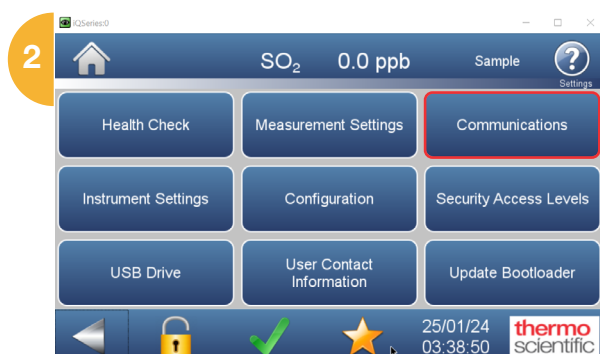 iQSeries:0
2
SO₂ 0.0 ppb Sample ?
Settings
Health Check Measurement Settings Communications
Instrument Settings Configuration Security Access Levels
USB Drive User Contact Information Update Bootloader
25/01/24 thermo
03:38:50 scientific